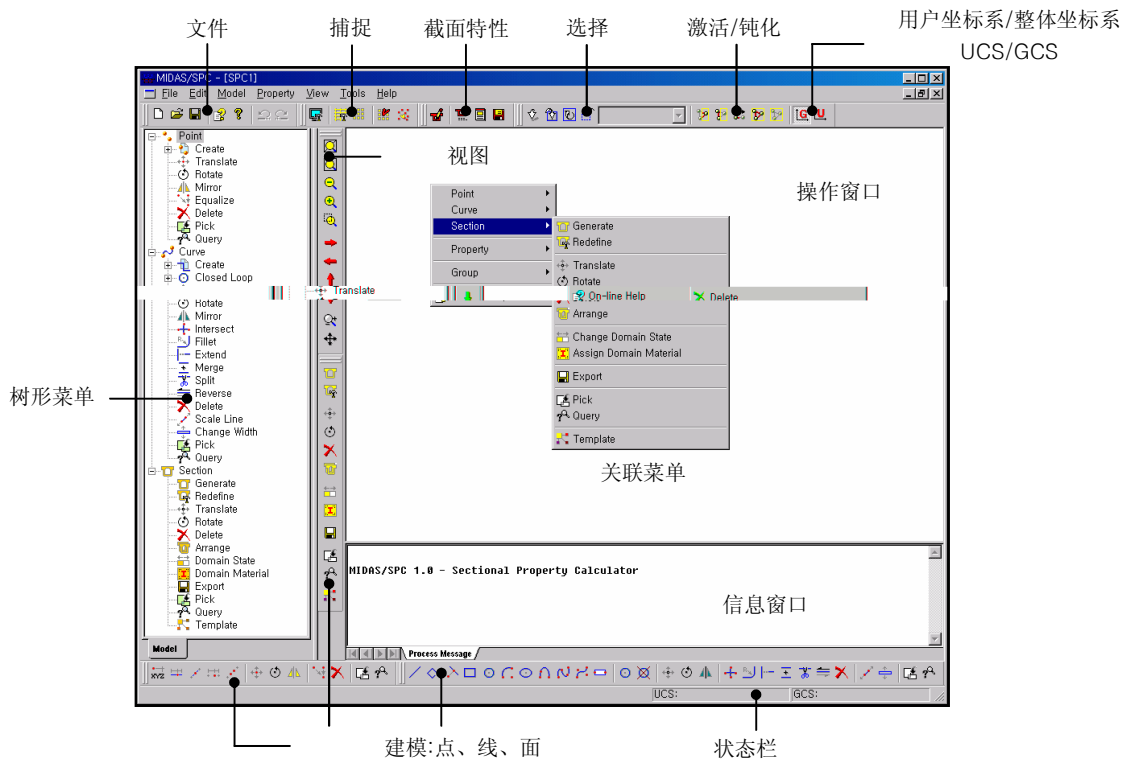 文件
捕捉
截面特性
选择
激活/钝化
用户坐标系/整体坐标系
UCS/GCS
MIDAS/SPC - [SPC1]
File Edit Model Property View Tools Help
Point
Create
Translate
Rotate
Mirror
Equalize
Delete
Pick
Query
Curve
Create
Closed Loop
Translate
Rotate
Mirror
Intersect
Fillet
Extend
Merge
Split
Reverse
Delete
Scale Line
Change Width
Pick
Query
Section
Generate
Redefine
Translate
Rotate
Delete
Arrange
Domain State
Domain Material
Export
Pick
Query
Template
Model
树形菜单
视图
操作窗口
Point
Curve
Section
Property
Group
Generate
Redefine
Translate
Rotate
On-line Help
Delete
Arrange
Change Domain State
Assign Domain Material
Export
Pick
Query
Template
关联菜单
MIDAS/SPC 1.0 - Sectional Property Calculator
信息窗口
Process Message
UCS:
GCS:
建模:点、线、面
状态栏